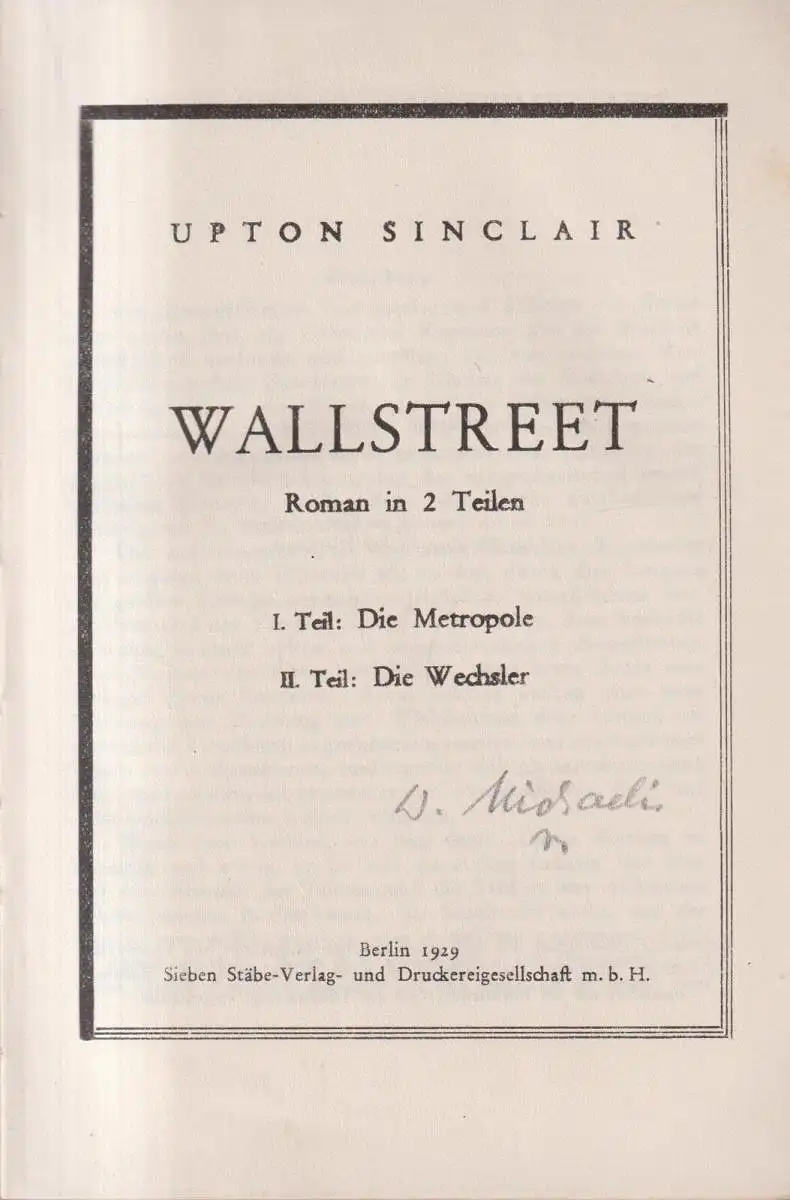 UPTON SINCLAIR
WALLSTREET
Roman in 2 Teilen
I. Teil: Die Metropole
II. Teil: Die Wechsler
W. Michaelis
Berlin 1929
Sieben Stäbe-Verlag- und Druckereigesellschaft m. b. H.